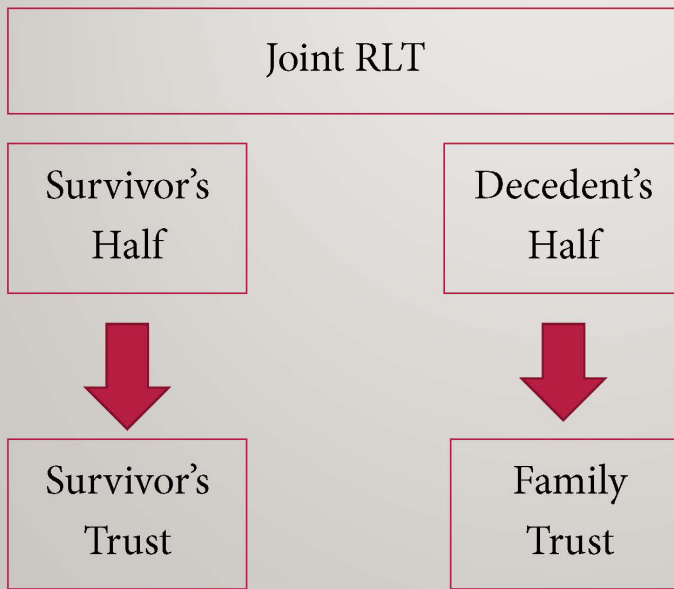 Joint RLT
Survivor’s
Half
Decedent’s
Half
Survivor’s
Trust
Family
Trust